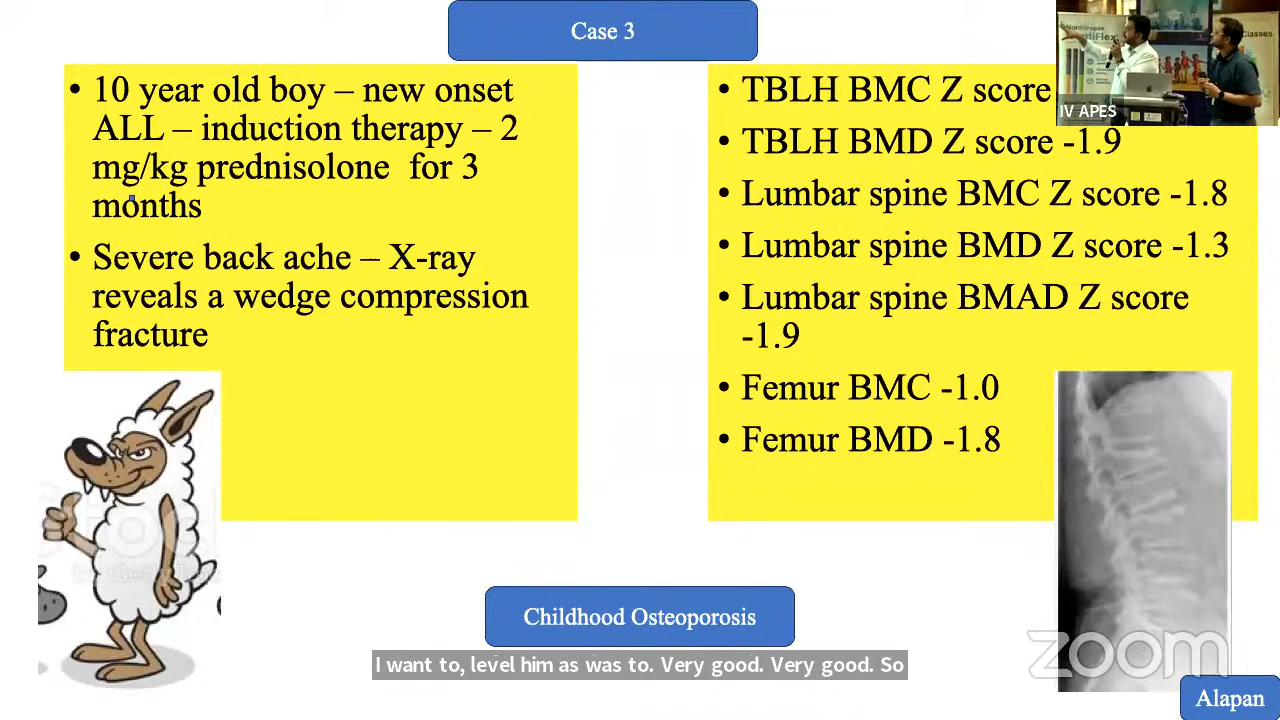 Case 3
• 10 year old boy – new onset
ALL – induction therapy – 2
mg/kg prednisolone for 3
months
• Severe back ache – X-ray
reveals a wedge compression
fracture
• TBLH BMC Z score
• TBLH BMD Z score -1.9
• Lumbar spine BMC Z score -1.8
• Lumbar spine BMD Z score -1.3
• Lumbar spine BMAD Z score
-1.9
• Femur BMC -1.0
• Femur BMD -1.8
Nordiflex
Classes
IV APES
Childhood Osteoporosis
I want to, level him as was to. Very good. Very good. So
zoom
Alapan